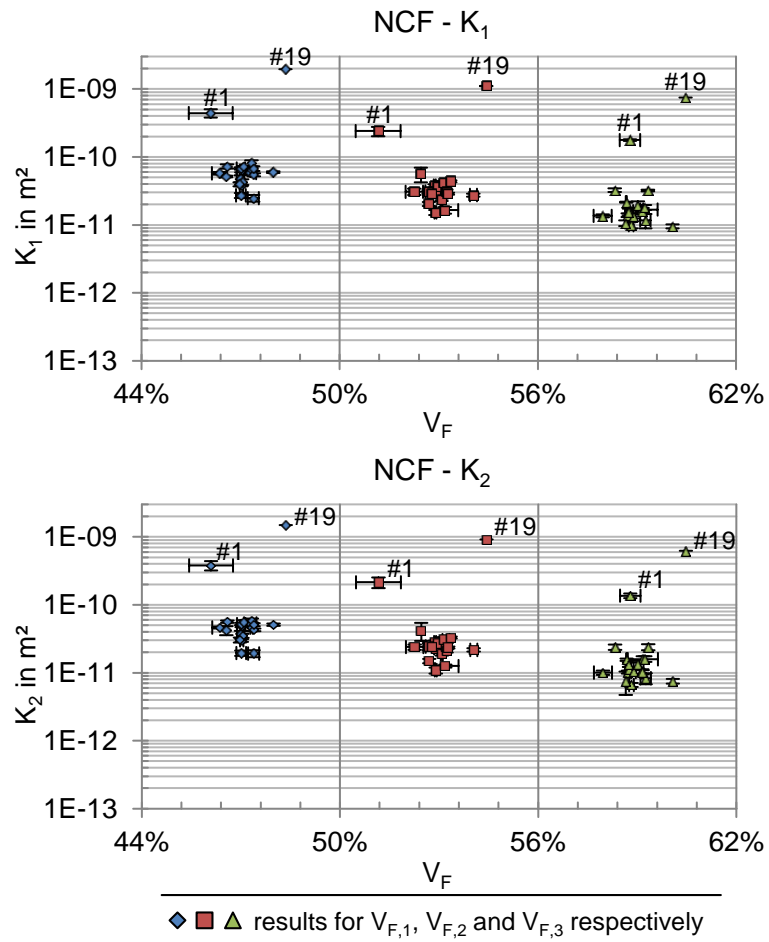 NCF - K₁
#19
#19
#19
#1
#1
#1
1E-09
1E-10
1E-11
1E-12
1E-13
K₁ in m²
44% 50% 56% 62%
V_F
NCF - K₂
#19
#19
#19
#1
#1
#1
1E-09
1E-10
1E-11
1E-12
1E-13
K₂ in m²
44% 50% 56% 62%
V_F
results for V_F,1, V_F,2 and V_F,3 respectively